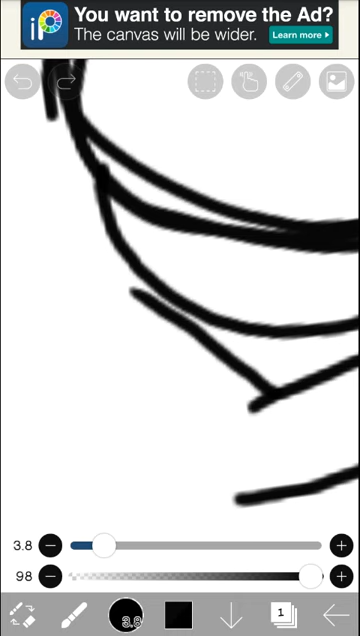 You want to remove the Ad?
iP The canvas will be wider. Learn more ▸
3.8
98
3.8
1